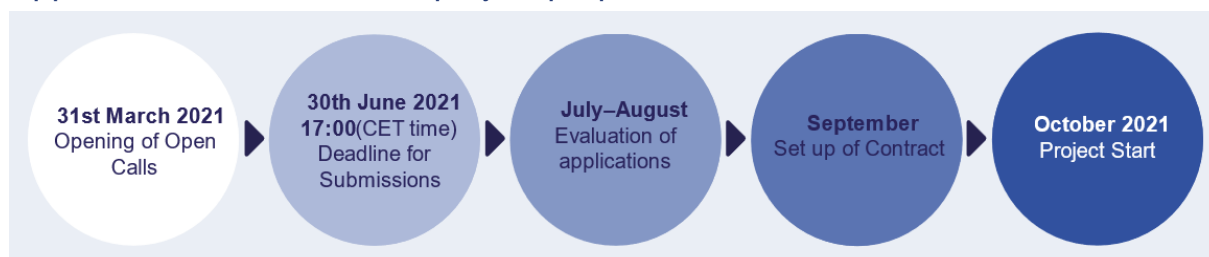 31st March 2021
Opening of Open
Calls
30th June 2021
17:00(CET time)
Deadline for
Submissions
July–August
Evaluation of
applications
September
Set up of Contract
October 2021
Project Start